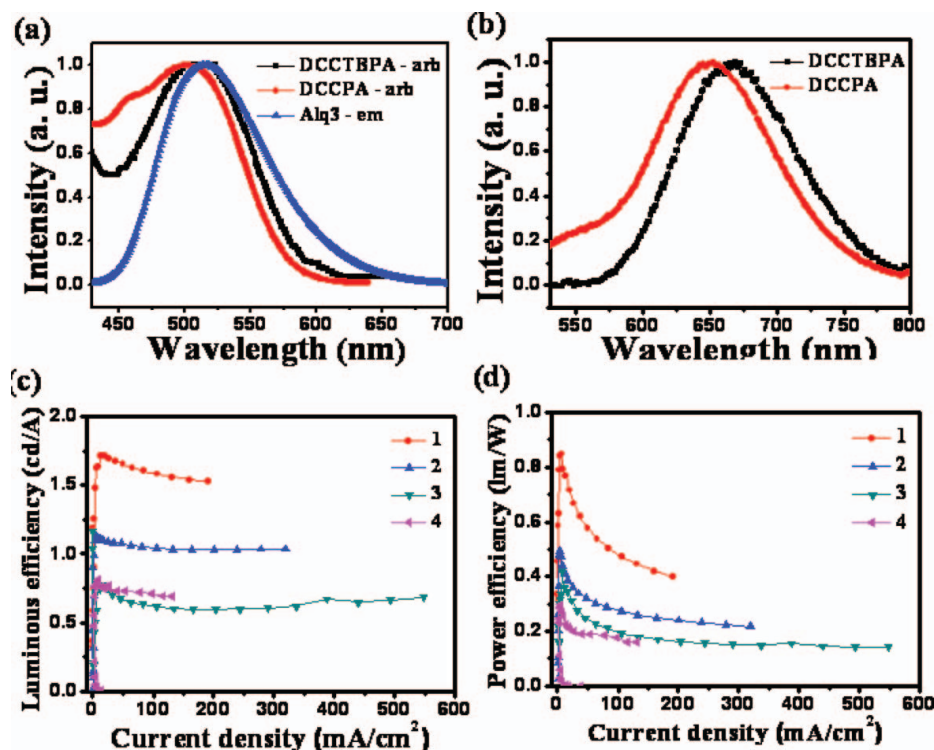 (a)
Intensity (a. u.)
1.0
0.8
0.6
0.4
0.2
0.0
DCCTBPA - arb
DCCPA - arb
Alq3 - em
450 500 550 600 650 700
Wavelength (nm)
(b)
Intensity (a. u.)
1.0
0.8
0.6
0.4
0.2
0.0
DCCTBPA
DCCPA
550 600 650 700 750 800
Wavelength (nm)
(c)
Luminous efficiency (cd/A)
2.0
1.5
1.0
0.5
0.0
1
2
3
4
0 100 200 300 400 500 600
Current density (mA/cm²)
(d)
Power efficiency (lm/W)
1.0
0.8
0.6
0.4
0.2
0.0
1
2
3
4
0 100 200 300 400 500 600
Current density (mA/cm²)